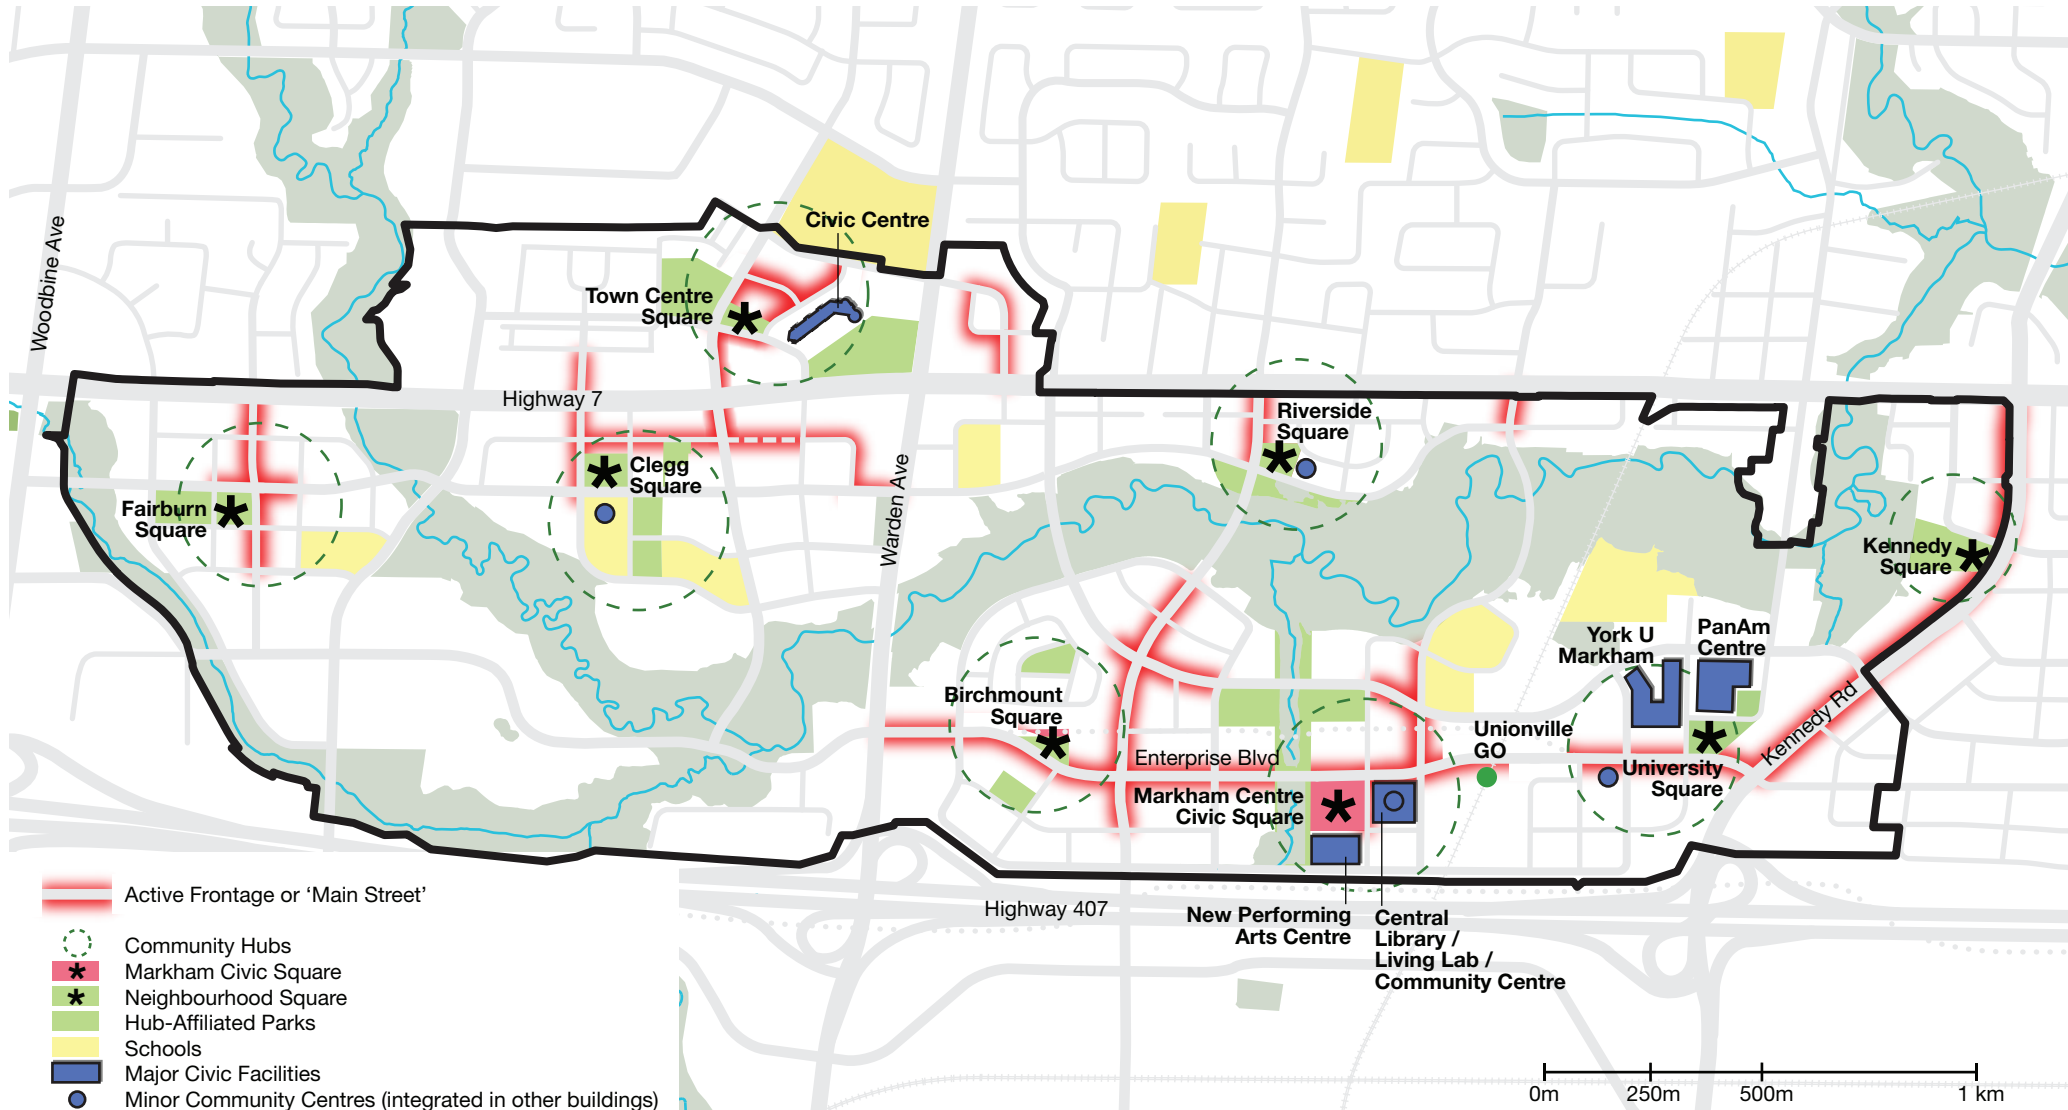 Woodbine Ave
Civic Centre
Town Centre
Square
Highway 7
Riverside
Square
Clegg
Square
Warden Ave
Fairburn
Square
Kennedy
Square
York U
Markham
PanAm
Centre
Birchmount
Square
Kennedy Rd
Unionville
GO
Enterprise Blvd
University
Square
Markham Centre
Civic Square
Highway 407
New Performing
Arts Centre
Central
Library /
Living Lab /
Community Centre
Active Frontage or ‘Main Street’
Community Hubs
Markham Civic Square
Neighbourhood Square
Hub-Affiliated Parks
Schools
Major Civic Facilities
Minor Community Centres (integrated in other buildings)
0m 250m 500m 1 km